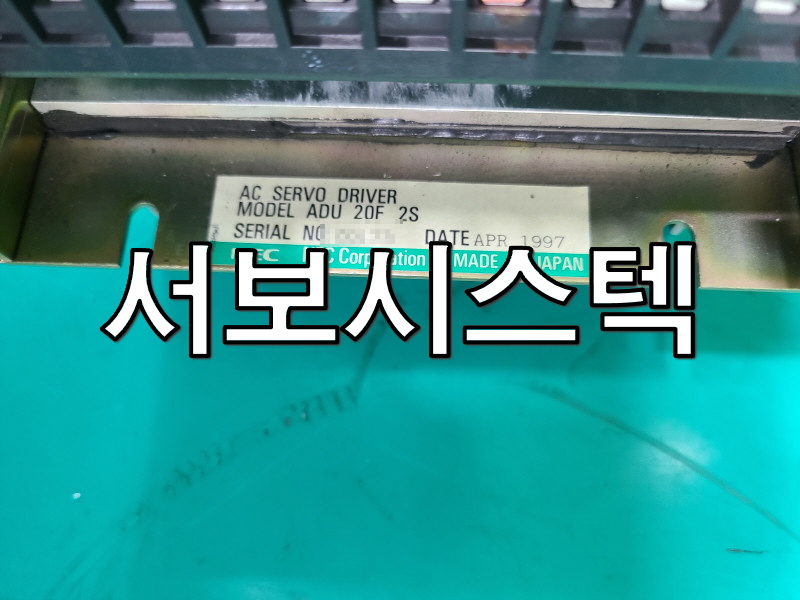 AC SERVO DRIVER
MODEL ADU 20F 2S
SERIAL NO DATE APR 1997
NEC Corporation MADE JAPAN
서보시스텍